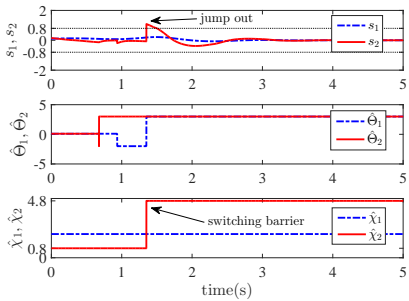 2
0.8
0
-0.8
-2
s₁, s₂
jump out
s₁
s₂
0 1 2 3 4 5
5
0
-5
Θ̂₁, Θ̂₂
Θ̂₁
Θ̂₂
0 1 2 3 4 5
4.8
0.8
0
χ̂₁, χ̂₂
switching barrier
χ̂₁
χ̂₂
0 1 2 3 4 5
time(s)